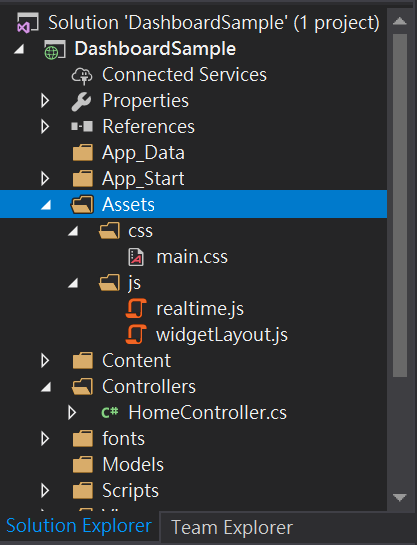 Solution 'DashboardSample' (1 project)
DashboardSample
Connected Services
Properties
References
App_Data
App_Start
Assets
css
main.css
js
realtime.js
widgetLayout.js
Content
Controllers
C# HomeController.cs
fonts
Models
Scripts
Solution Explorer Team Explorer